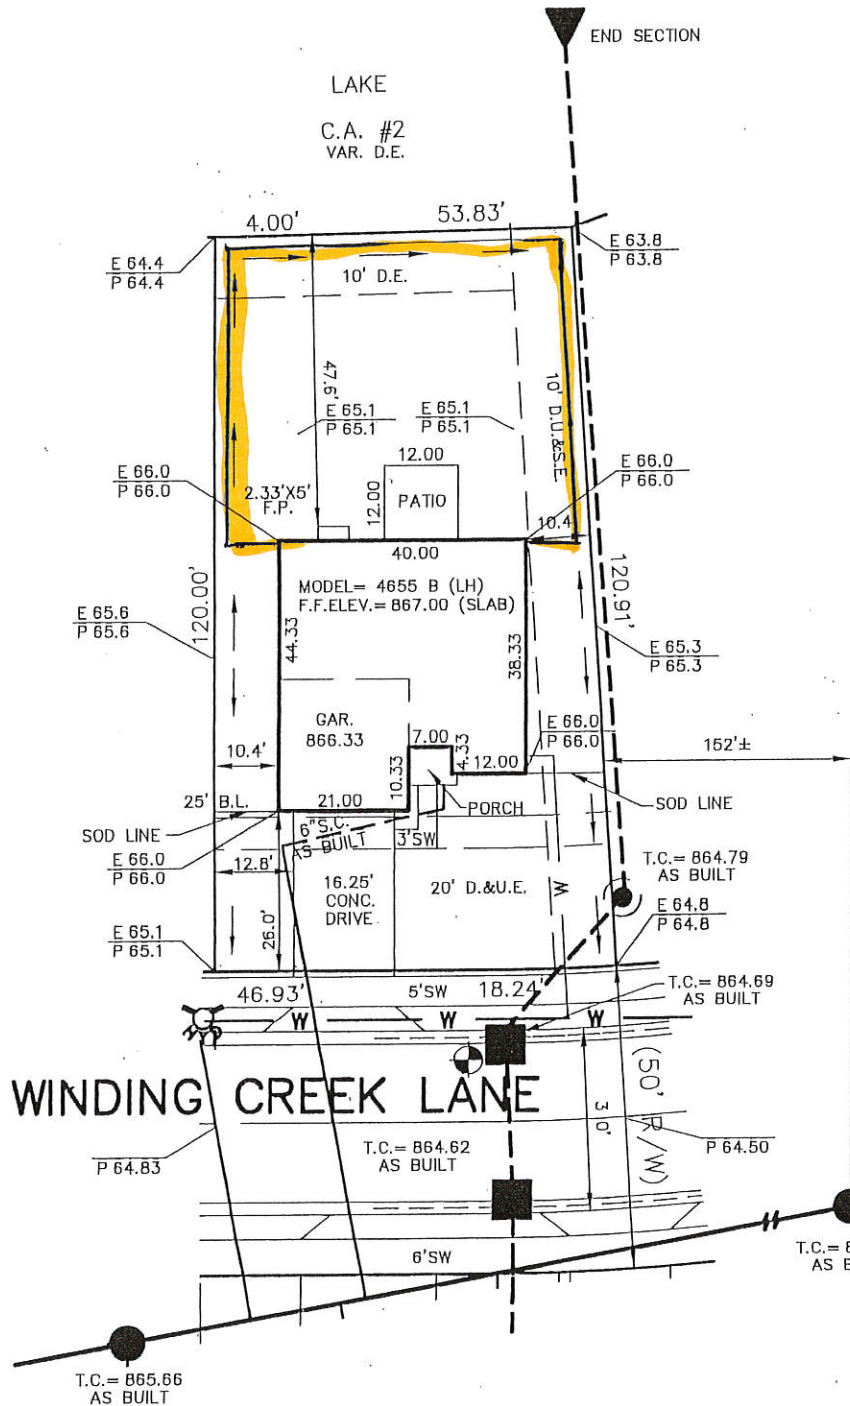 END SECTION
LAKE
C.A. #2
VAR. D.E.
4.00'
53.83'
E 64.4
P 64.4
E 63.8
P 63.8
10' D.E.
47.6'
10' D.U.&S.E
E 65.1
P 65.1
E 65.1
P 65.1
E 66.0
P 66.0
E 66.0
P 66.0
2.33'X5'
F.P.
12.00
12.00
PATIO
10.4
40.00
MODEL= 4655 B (LH)
F.F.ELEV.= 867.00 (SLAB)
120.00'
120.91'
E 65.6
P 65.6
E 65.3
P 65.3
44.33
38.33
GAR.
866.33
7.00
4.33
12.00
10.33
E 66.0
P 66.0
152'±
10.4'
25' B.L.
21.00
PORCH
SOD LINE
SOD LINE
6"S.C.
AS BUILT
3'SW
E 66.0
P 66.0
12.8'
16.25'
CONC.
DRIVE
20' D.&U.E.
W
T.C.= 864.79
AS BUILT
E 65.1
P 65.1
26.0'
E 64.8
P 64.8
46.93'
5'SW
18.24'
T.C.= 864.69
AS BUILT
W W W
WINDING CREEK LANE
(50' R/W)
30'
P 64.83
T.C.= 864.62
AS BUILT
P 64.50
6'SW
T.C.= 8
AS B
T.C.= 865.66
AS BUILT